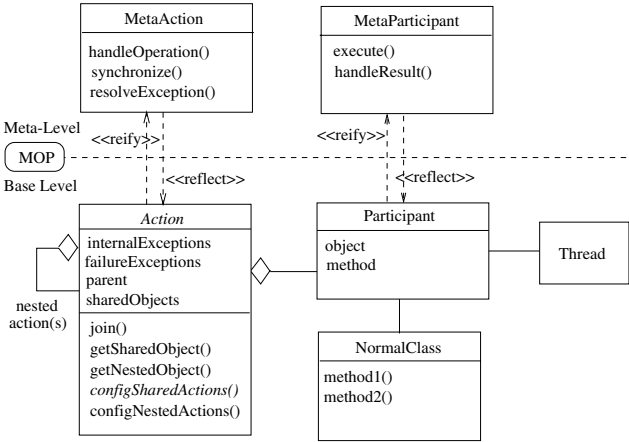 MetaAction
handleOperation()
synchronize()
resolveException()
MetaParticipant
execute()
handleResult()
Meta-Level
<<reify>>
<<reify>>
MOP
Base Level
<<reflect>>
<<reflect>>
Action
internalExceptions
failureExceptions
parent
sharedObjects
join()
getSharedObject()
getNestedObject()
configSharedActions()
configNestedActions()
nested
action(s)
Participant
object
method
Thread
NormalClass
method1()
method2()